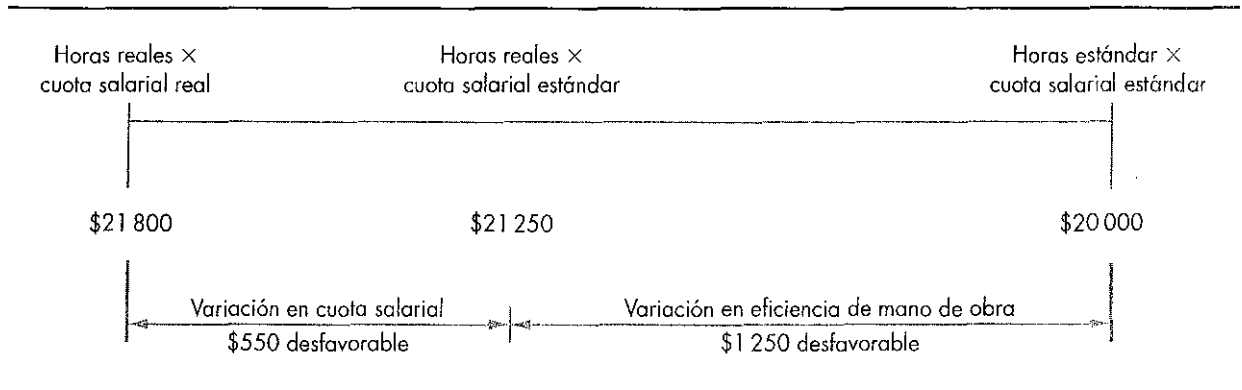 Horas reales ×
cuota salarial real
Horas reales ×
cuota salarial estándar
Horas estándar ×
cuota salarial estándar
$21 800
$21 250
$20 000
Variación en cuota salarial
$550 desfavorable
Variación en eficiencia de mano de obra
$1 250 desfavorable